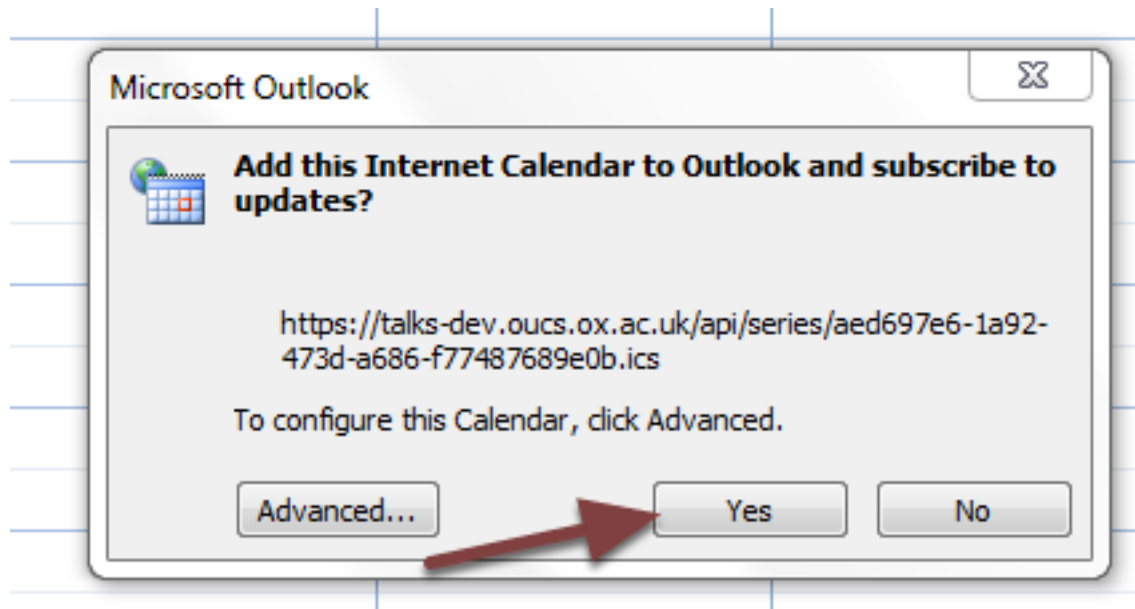 Microsoft Outlook
Add this Internet Calendar to Outlook and subscribe to
updates?
https://talks-dev.oucs.ox.ac.uk/api/series/aed697e6-1a92-
473d-a686-f77487689e0b.ics
To configure this Calendar, click Advanced.
Advanced... Yes No